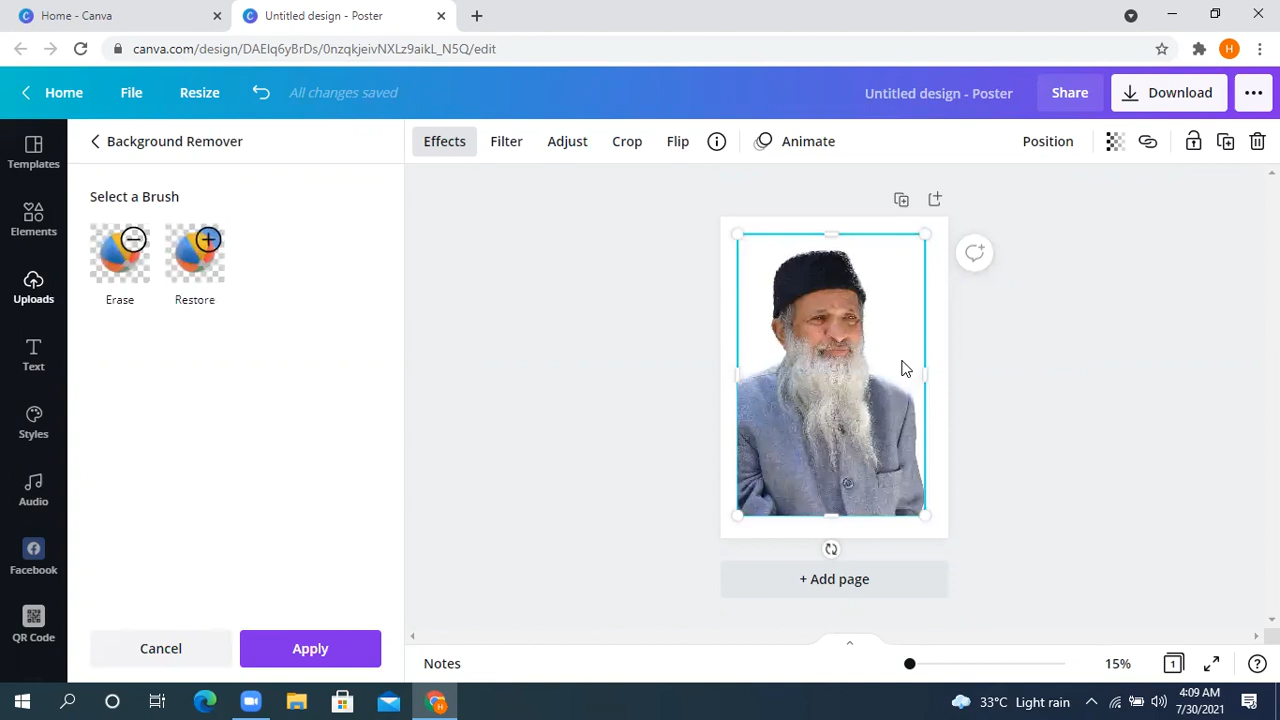 Home - Canva
Untitled design - Poster
canva.com/design/DAElq6yBrDs/0nzqkjeivNXLz9aikL_N5Q/edit
H
Home
File
Resize
All changes saved
Untitled design - Poster
Share
Download
Templates
Background Remover
Effects
Filter
Adjust
Crop
Flip
Animate
Position
Select a Brush
Elements
Erase
Restore
Uploads
Text
Styles
Audio
Facebook
QR Code
+ Add page
Cancel
Apply
Notes
15%
1
33°C Light rain
4:09 AM
7/30/2021